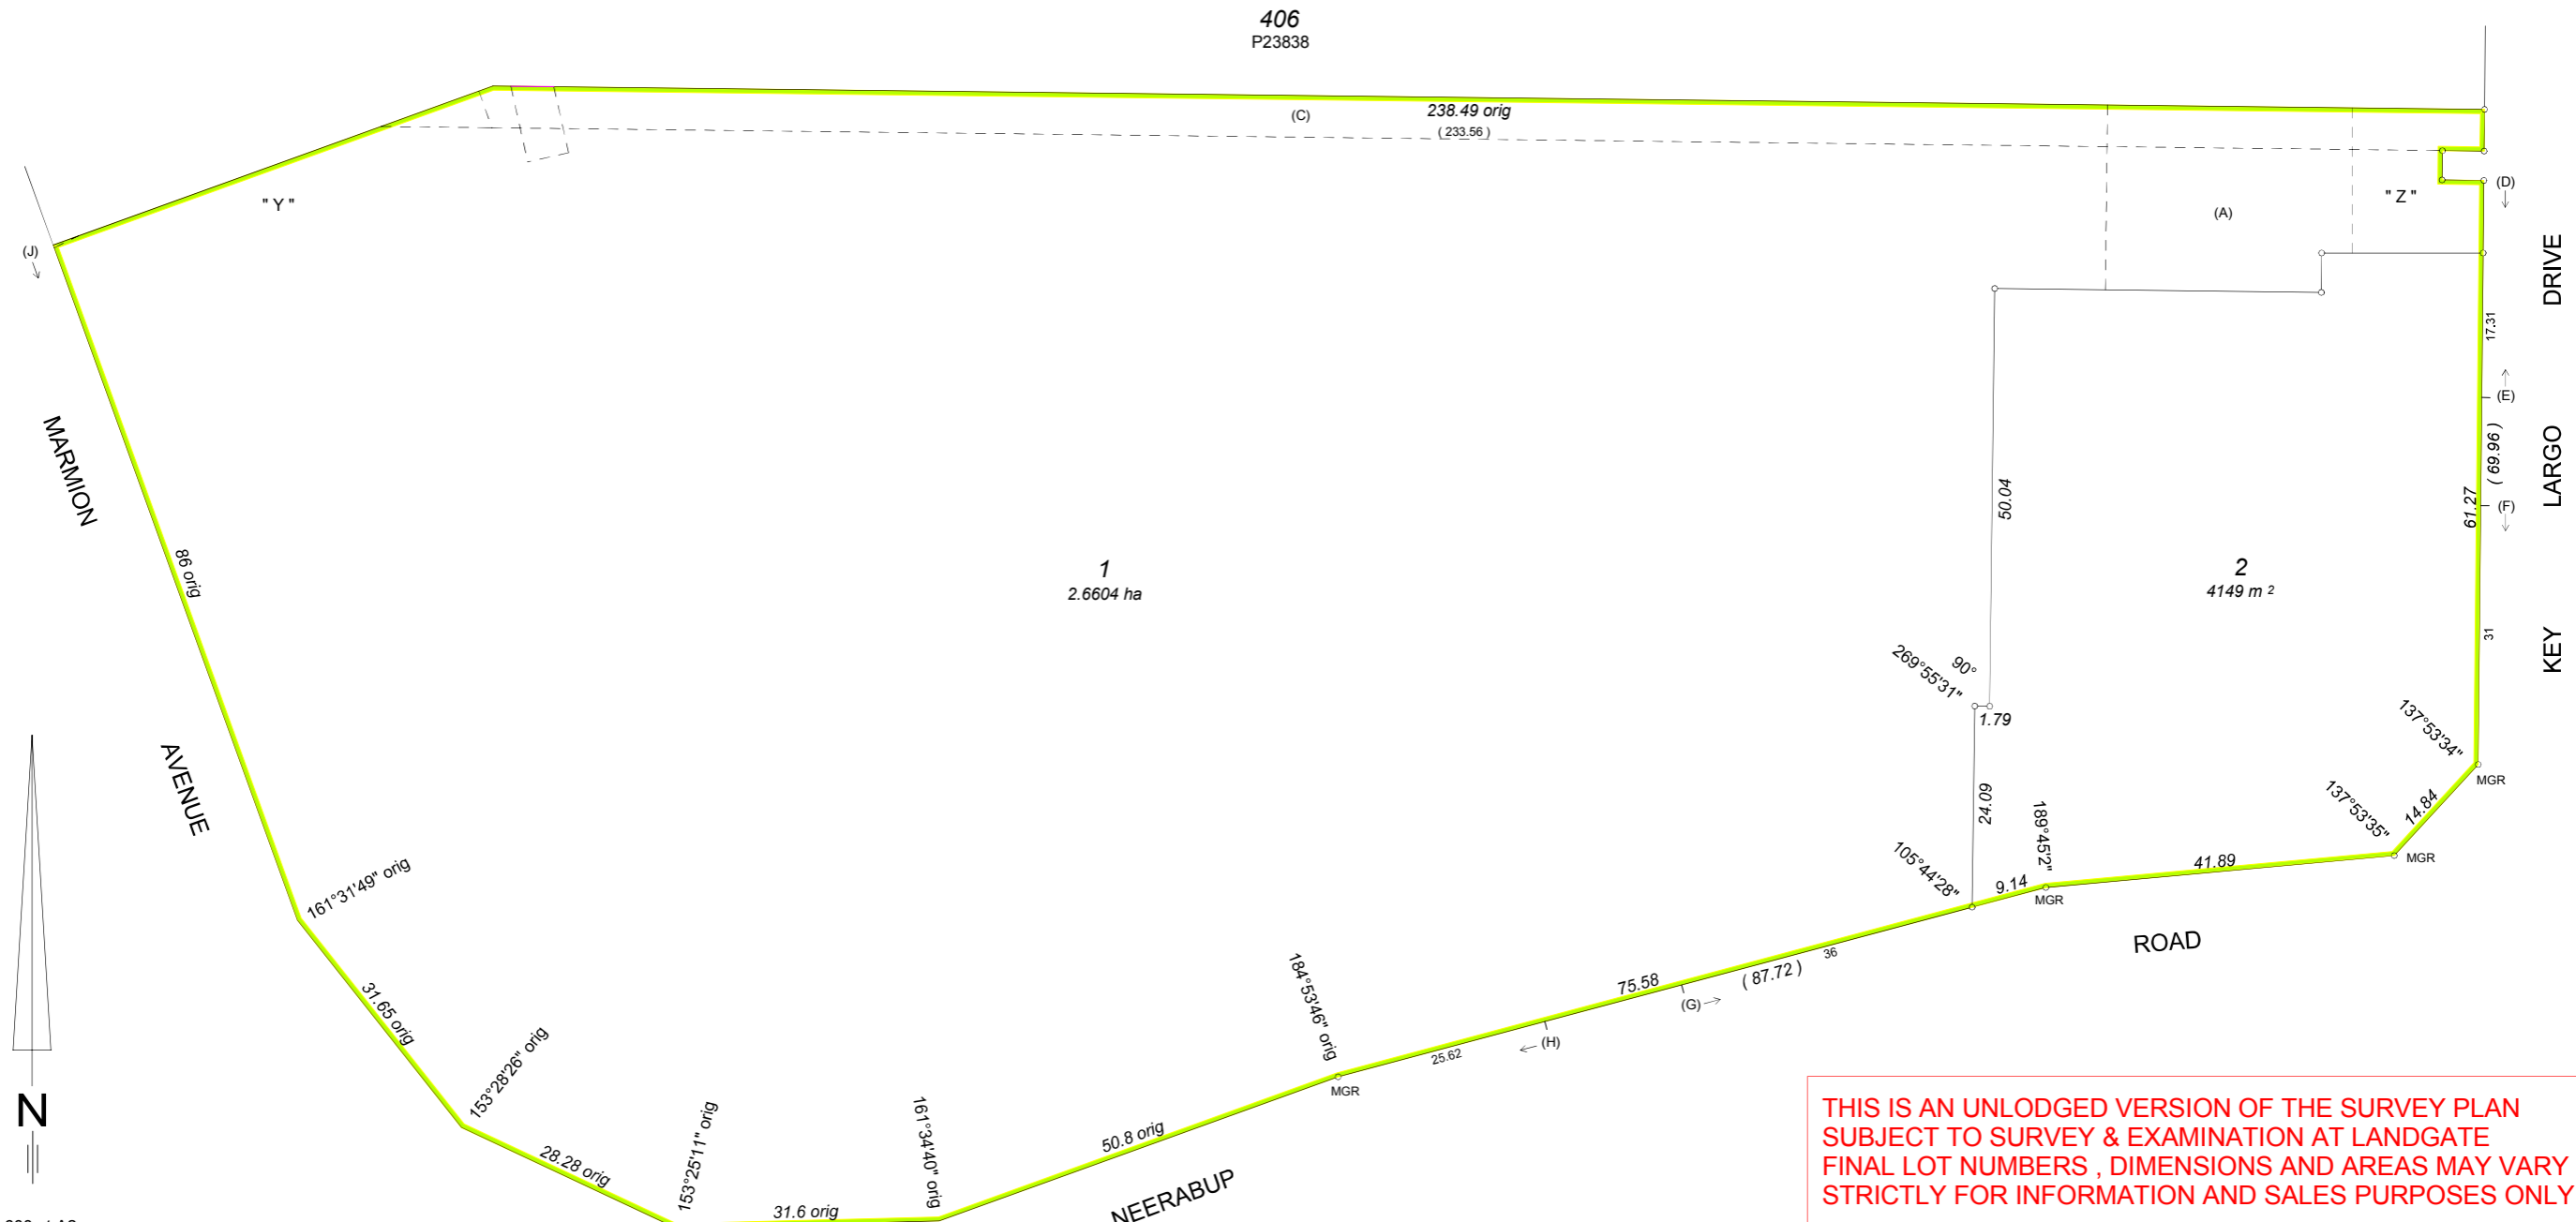 406
P23838
(C)
238.49 orig
( 233.56 )
" Y "
" Z "
(D)
(A)
(J)
DRIVE
17.31
(E)
MARMION
( 69.96 )
LARGO
50.04
61.27
(F)
86 orig
1
2.6604 ha
2
4149 m 2
31
KEY
90°
269°55'31"
1.79
137°53'34"
MGR
AVENUE
24.09
189°45'2"
137°53'35"
14.84
105°44'28"
41.89
MGR
9.14
MGR
161°31'49" orig
ROAD
36
( 87.72 )
184°53'46" orig
75.58
(G)
31.65 orig
(H)
25.62
153°28'26" orig
MGR
N
161°34'40" orig
153°25'11" orig
50.8 orig
28.28 orig
31.6 orig
NEERABUP
THIS IS AN UNLODGED VERSION OF THE SURVEY PLAN
SUBJECT TO SURVEY & EXAMINATION AT LANDGATE
FINAL LOT NUMBERS , DIMENSIONS AND AREAS MAY VARY
STRICTLY FOR INFORMATION AND SALES PURPOSES ONLY